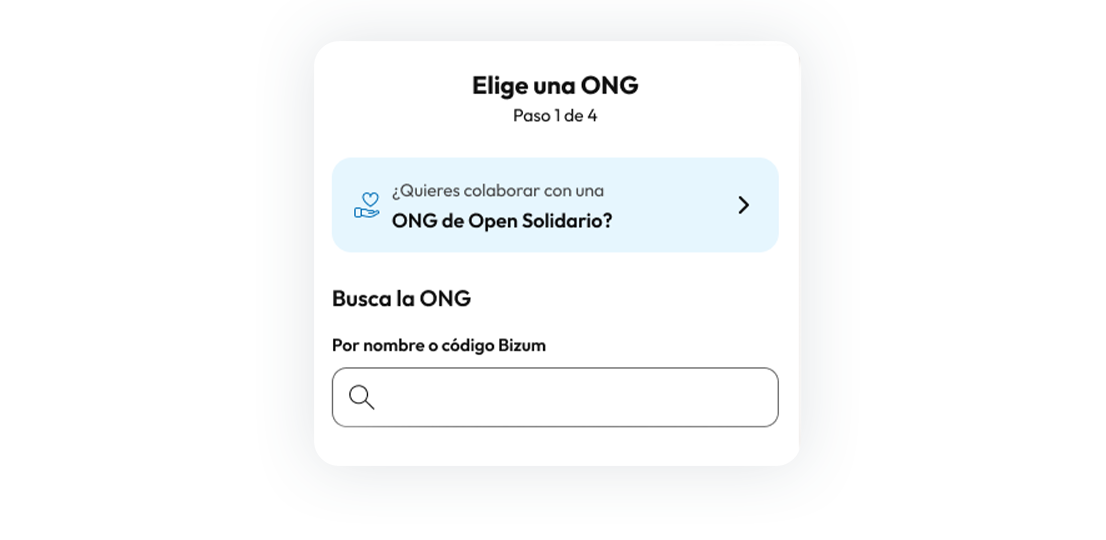 Elige una ONG
Paso 1 de 4
¿Quieres colaborar con una
ONG de Open Solidario?
Busca la ONG
Por nombre o código Bizum